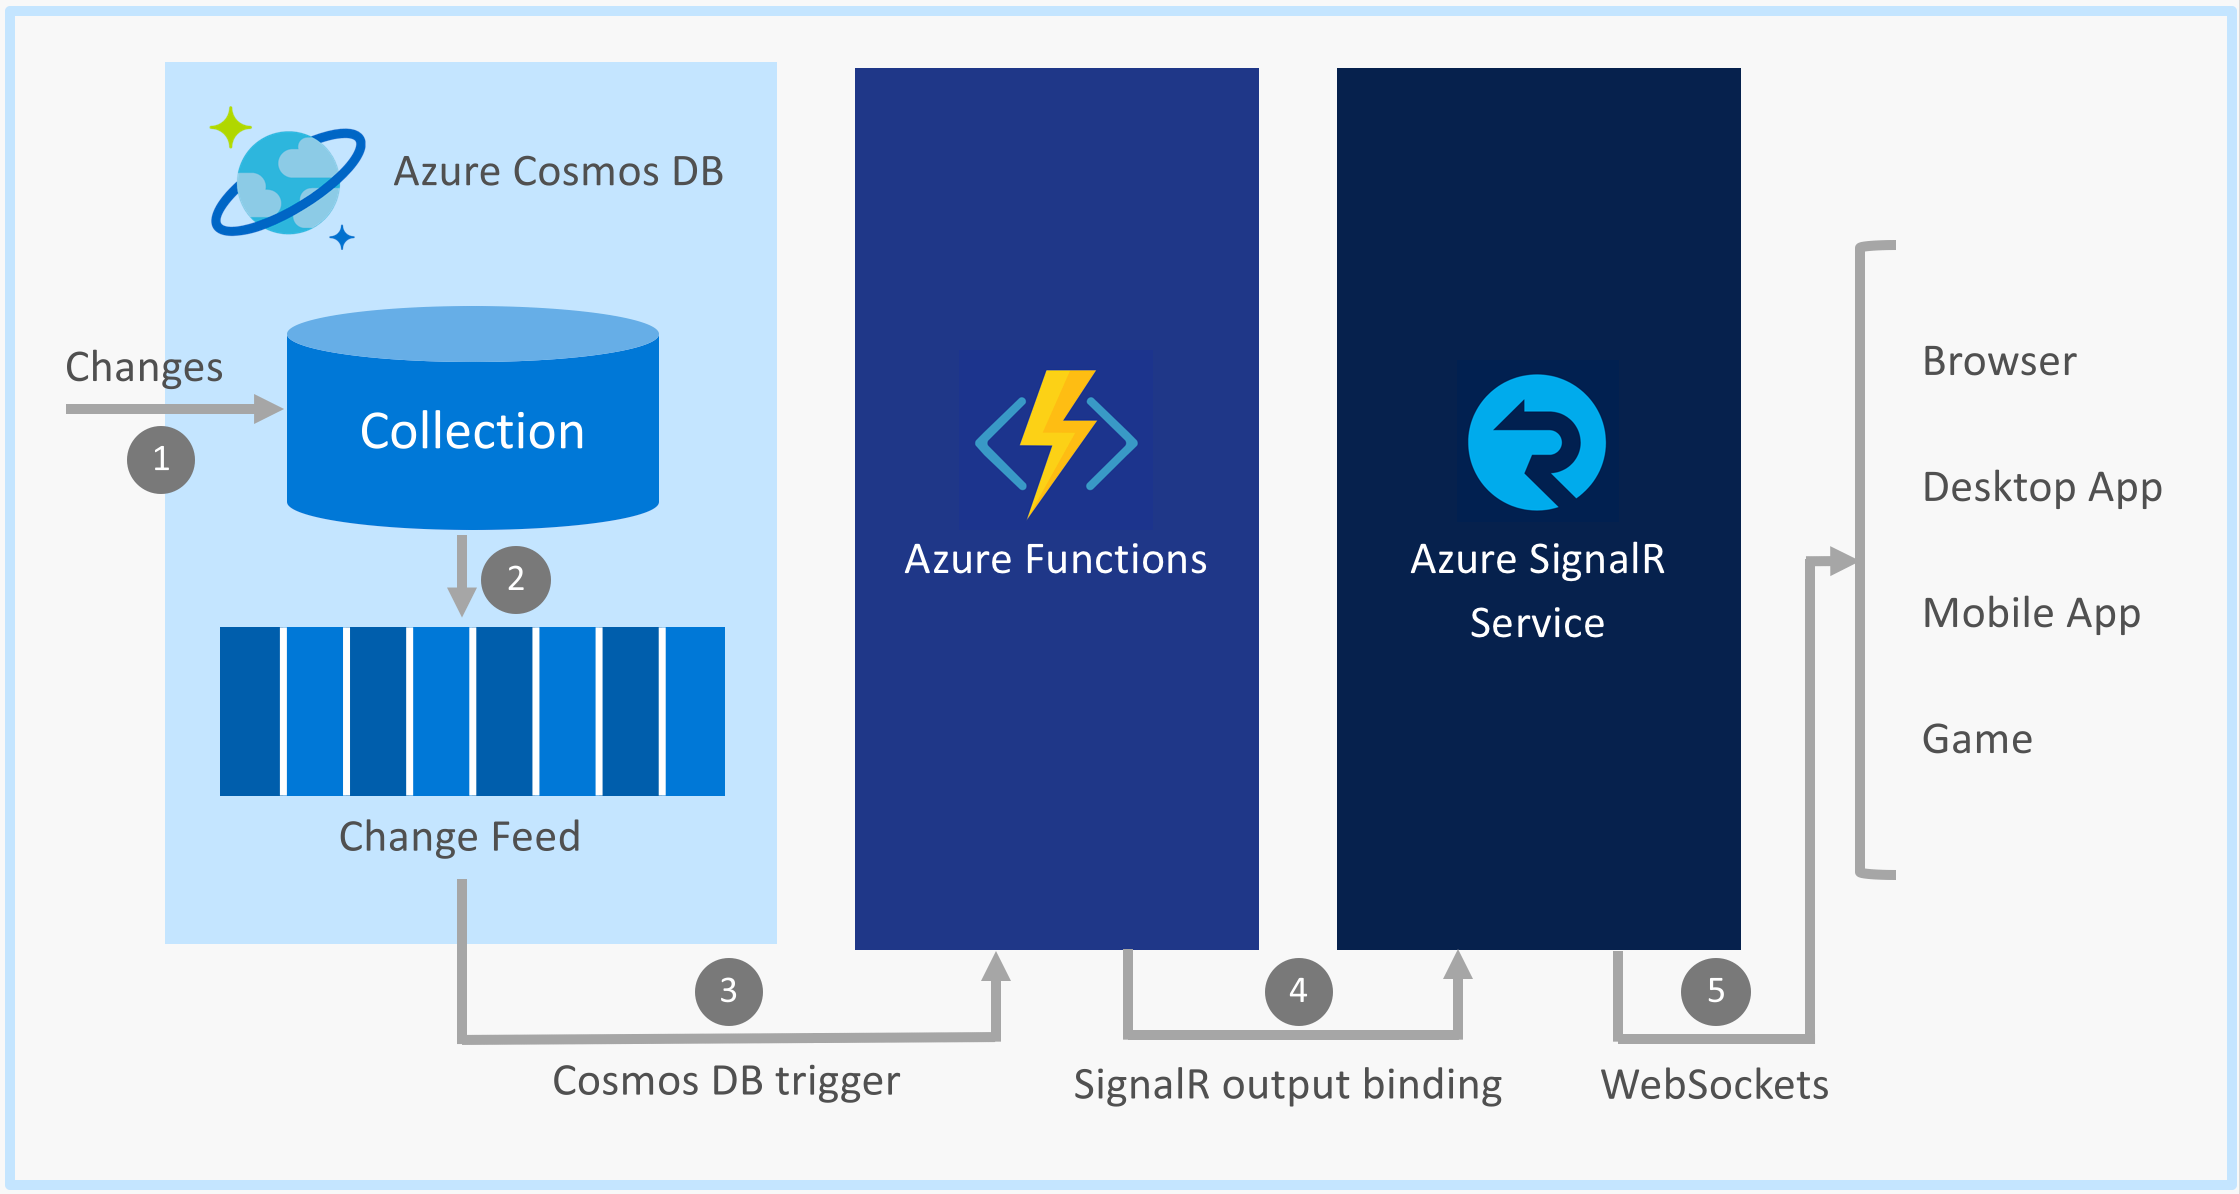 Azure Cosmos DB
Changes
1
Collection
2
Change Feed
3
Cosmos DB trigger
Azure Functions
4
SignalR output binding
Azure SignalR
Service
5
WebSockets
Browser
Desktop App
Mobile App
Game